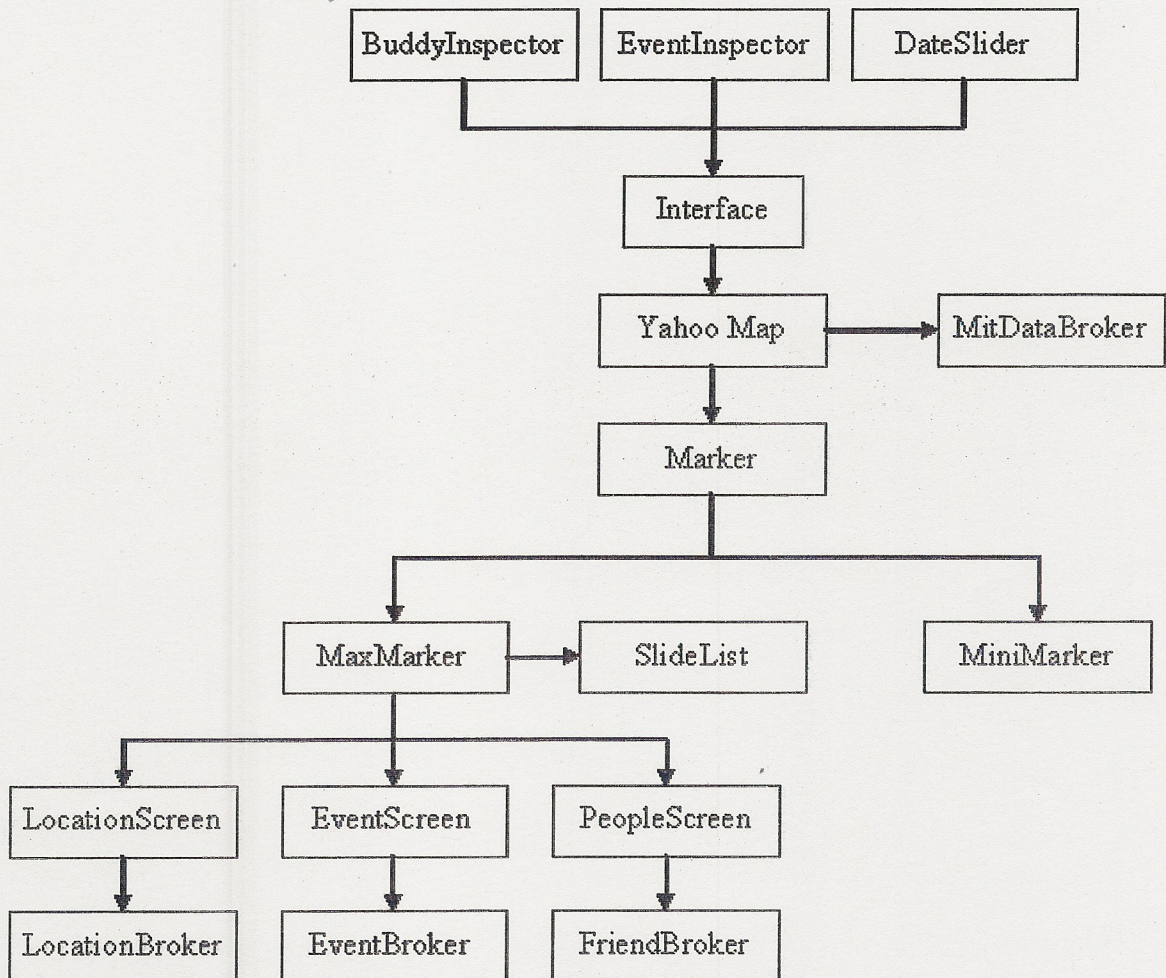 BuddyInspector
EventInspector
DateSlider
Interface
Yahoo Map
MitDataBroker
Marker
MaxMarker
SlideList
MiniMarker
LocationScreen
EventScreen
PeopleScreen
LocationBroker
EventBroker
FriendBroker